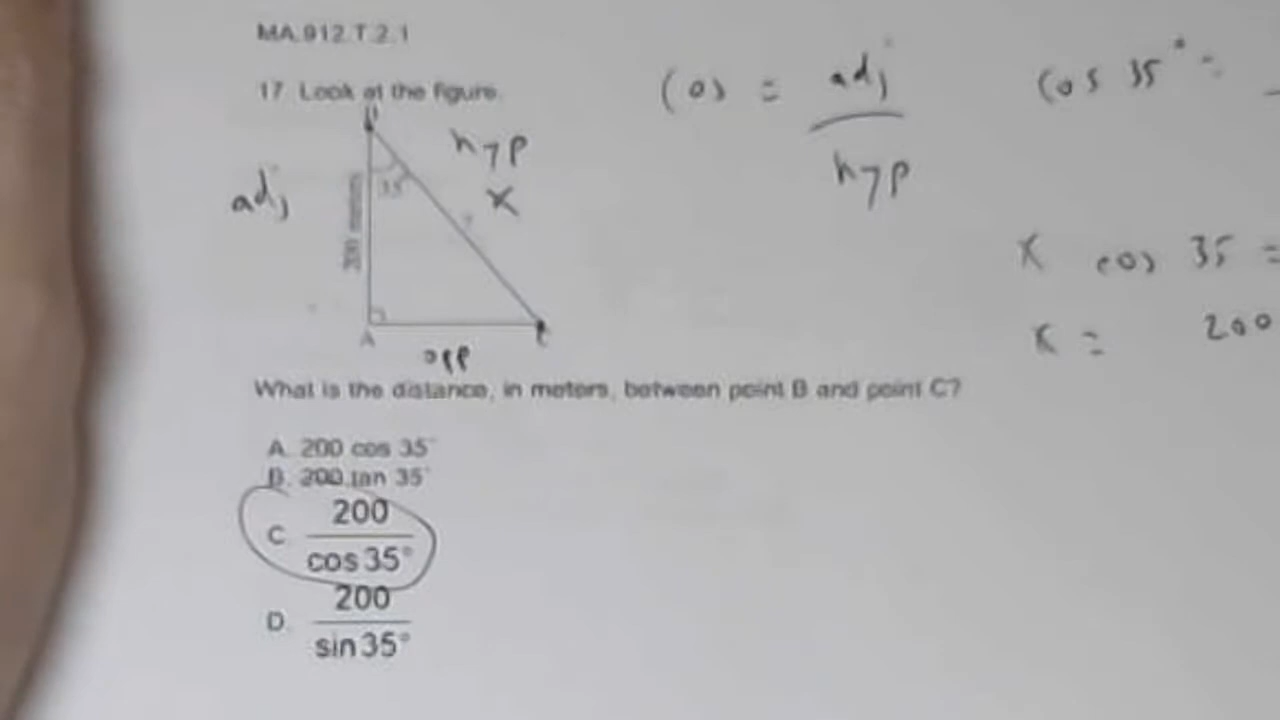 MA.912.T.2.1
17 Look at the figure.
cos = adj
hyp
cos 35° =
hyp
adj
35
x
?
200 meters
x cos 35 =
x = 200
A
opp
What is the distance, in meters, between point B and point C?
A. 200 cos 35°
B. 200 tan 35°
C. 200
cos 35°
D. 200
sin 35°